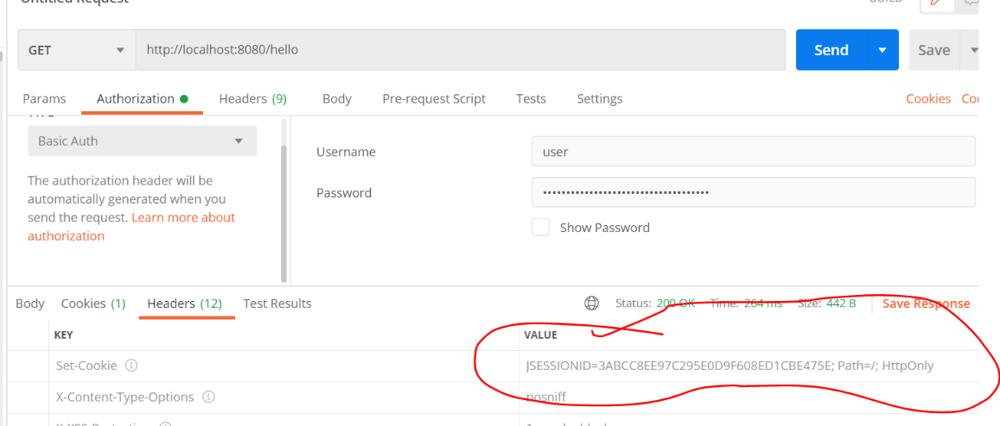 Untitled Request BUILD
GET http://localhost:8080/hello Send Save
Params Authorization Headers (9) Body Pre-request Script Tests Settings Cookies
TYPE
Basic Auth
The authorization header will be
automatically generated when you
send the request. Learn more about
authorization
Username user
Password ••••••••••••••••••••••••••••••••••••
Show Password
Body Cookies (1) Headers (12) Test Results Status: 200 OK Time: 264 ms Size: 442 B Save Response
KEY VALUE
Set-Cookie JSESSIONID=3ABCC8EE97C295E0D9F608ED1CBE475E; Path=/; HttpOnly
X-Content-Type-Options nosniff